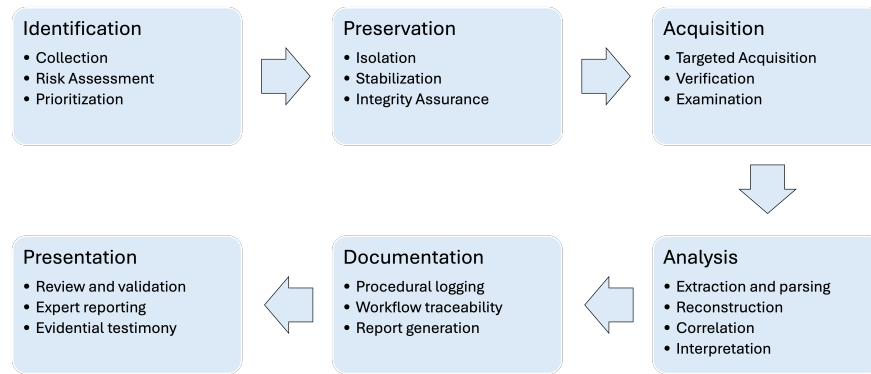 Identification
• Collection
• Risk Assessment
• Prioritization
Preservation
• Isolation
• Stabilization
• Integrity Assurance
Acquisition
• Targeted Acquisition
• Verification
• Examination
Analysis
• Extraction and parsing
• Reconstruction
• Correlation
• Interpretation
Documentation
• Procedural logging
• Workflow traceability
• Report generation
Presentation
• Review and validation
• Expert reporting
• Evidential testimony